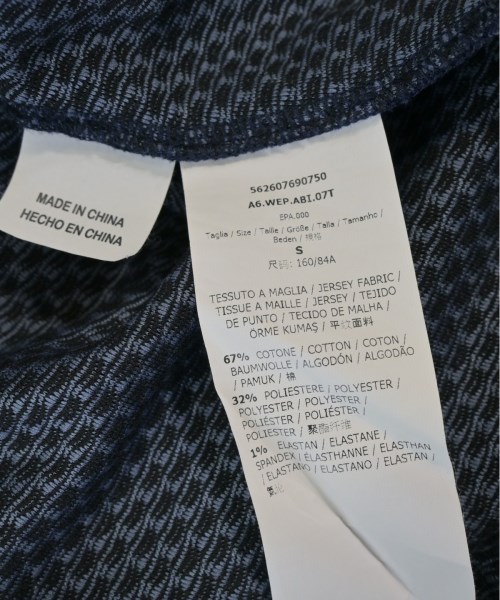 MADE IN CHINA
HECHO EN CHINA
562607690750
A6.WEP.ABI.07T
EPA.000
Taglia / Size / Taille / Größe / Talla / Tamanho /
Beden / 规格
S
尺码: 160/84A
TESSUTO A MAGLIA / JERSEY FABRIC /
TISSUE A MAILLE / JERSEY / TEJIDO
DE PUNTO / TECIDO DE MALHA /
ÖRME KUMAŞ / 平纹面料
67% COTONE / COTTON / COTON /
BAUMWOLLE / ALGODÓN / ALGODÃO
/ PAMUK / 棉
32% POLIESTERE / POLYESTER /
POLYESTER / POLYESTER /
POLIÉSTER / POLIÉSTER /
POLIESTER / 聚酯纤维
1% ELASTAN / ELASTANE /
SPANDEX / ELASTHANNE / ELASTHAN
/ ELASTANO / ELASTANO / ELASTAN /